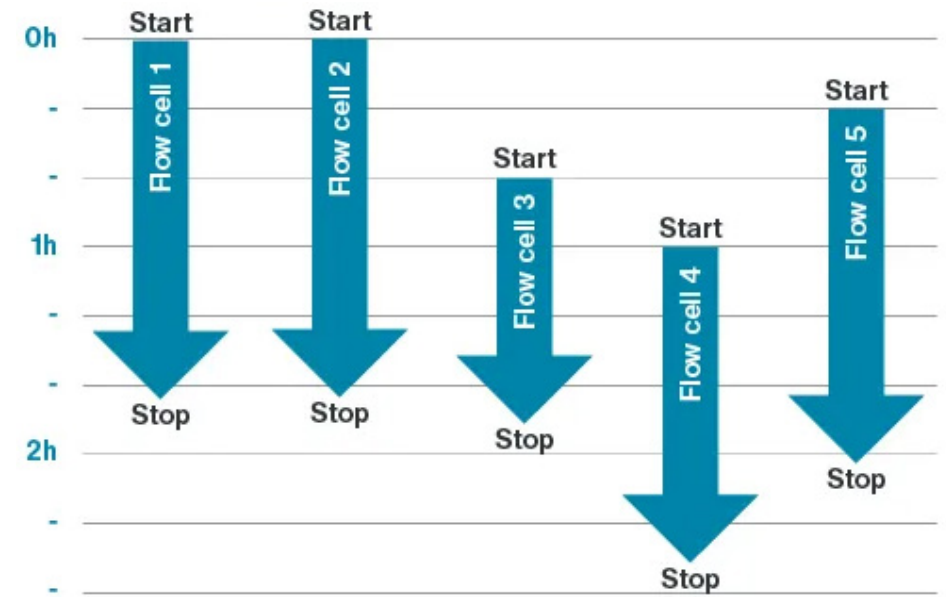 Start
Start
0h
Flow cell 1
Flow cell 2
Start
-
Flow cell 5
Start
-
Flow cell 3
Start
1h
Flow cell 4
-
-
Stop
Stop
Stop
2h
Stop
-
Stop
-